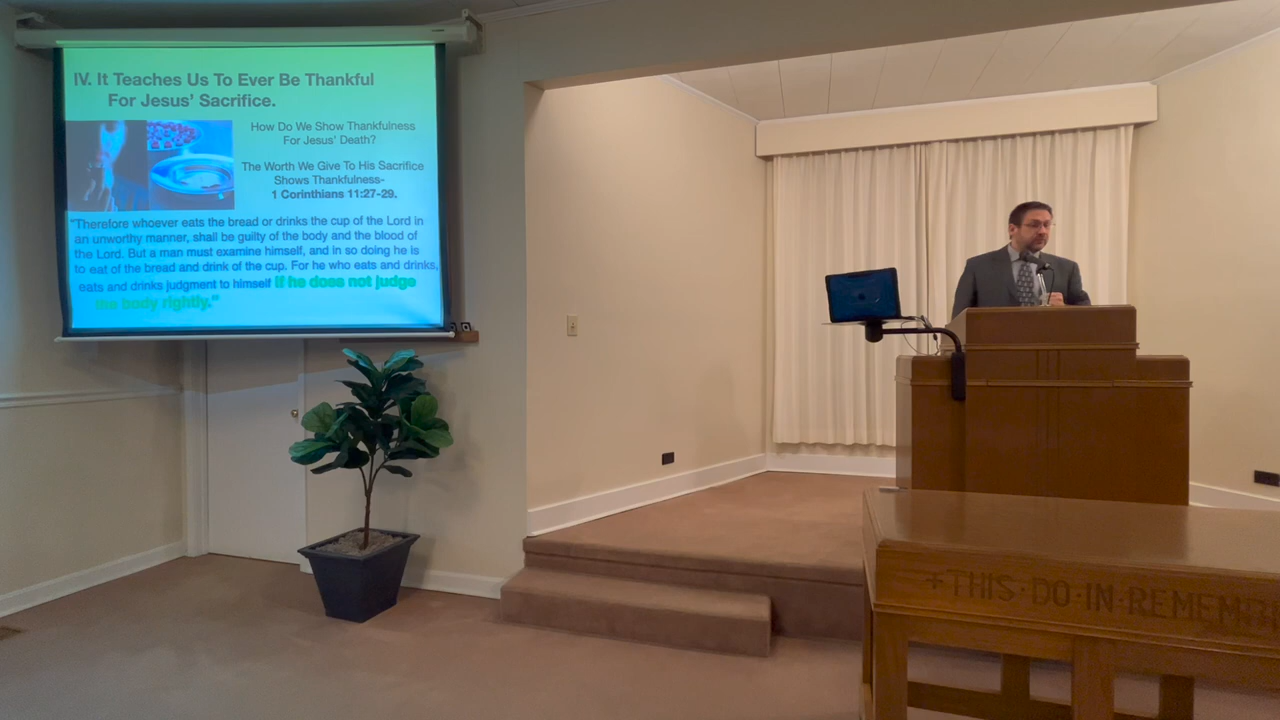 IV. It Teaches Us To Ever Be Thankful
For Jesus' Sacrifice.
How Do We Show Thankfulness
For Jesus' Death?
The Worth We Give To His Sacrifice
Shows Thankfulness-
1 Corinthians 11:27-29.
"Therefore whoever eats the bread or drinks the cup of the Lord in
an unworthy manner, shall be guilty of the body and the blood of
the Lord. But a man must examine himself, and in so doing he is
to eat of the bread and drink of the cup. For he who eats and drinks,
eats and drinks judgment to himself if he does not judge
the body rightly."
+THIS·DO·IN·REMEMB